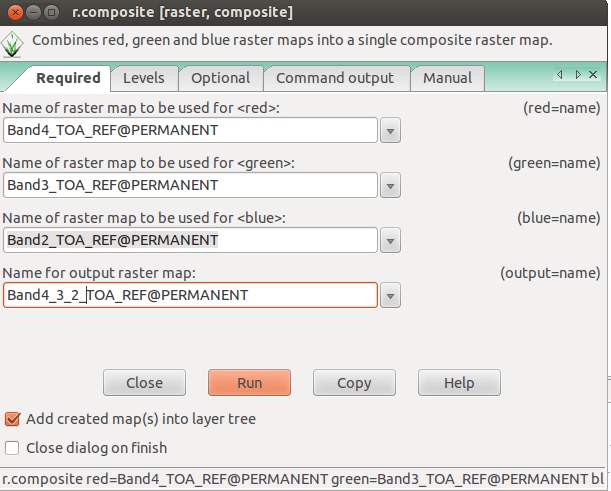 r.composite [raster, composite]
Combines red, green and blue raster maps into a single composite raster map.
Required Levels Optional Command output Manual
Name of raster map to be used for <red>: (red=name)
Band4_TOA_REF@PERMANENT
Name of raster map to be used for <green>: (green=name)
Band3_TOA_REF@PERMANENT
Name of raster map to be used for <blue>: (blue=name)
Band2_TOA_REF@PERMANENT
Name for output raster map: (output=name)
Band4_3_2_TOA_REF@PERMANENT
Close Run Copy Help
Add created map(s) into layer tree
Close dialog on finish
r.composite red=Band4_TOA_REF@PERMANENT green=Band3_TOA_REF@PERMANENT bl